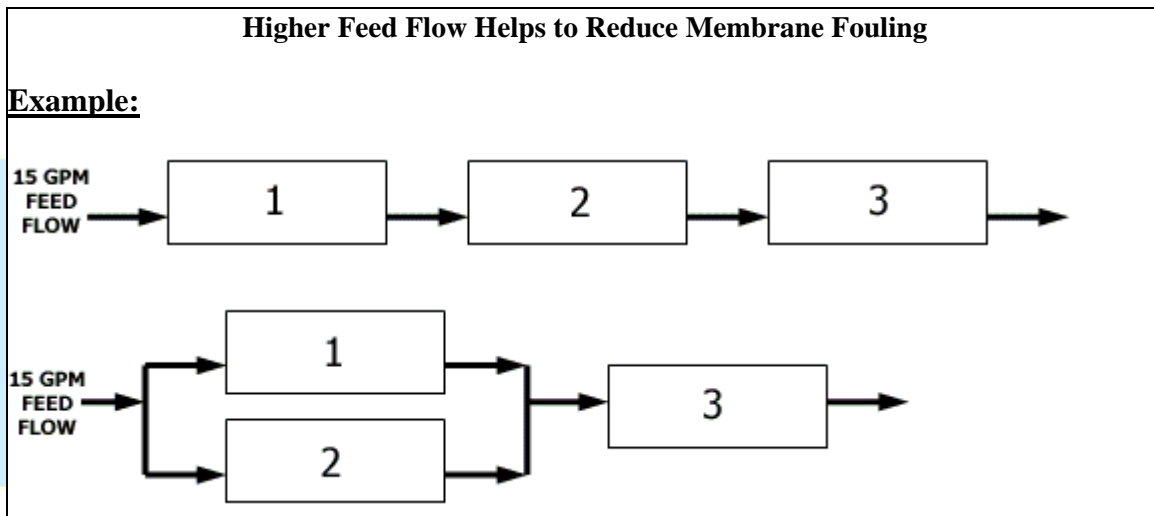 Higher Feed Flow Helps to Reduce Membrane Fouling
Example:
15 GPM
FEED
FLOW
1
2
3
15 GPM
FEED
FLOW
1
2
3